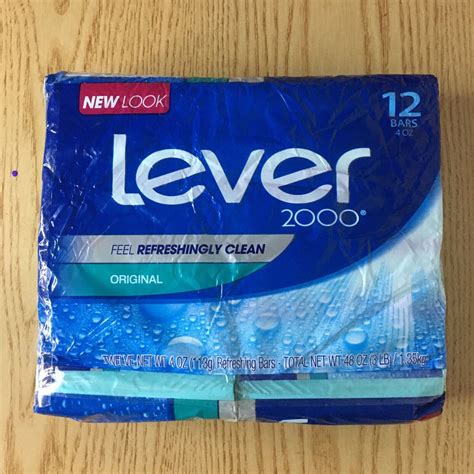 NEW LOOK
12
BARS
4 OZ
Lever
2000®
FEEL REFRESHINGLY CLEAN
ORIGINAL
TWELVE NET WT 4 OZ (113g) Refreshing Bars - TOTAL NET WT 48 OZ (3 LB) / 1.36kg